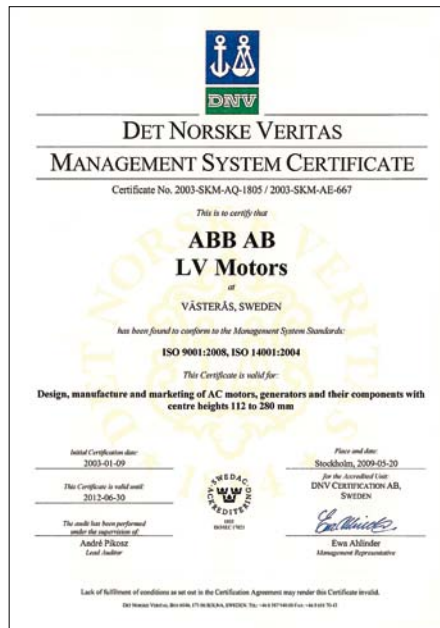 DNV
DET NORSKE VERITAS
MANAGEMENT SYSTEM CERTIFICATE
Certificate No. 2003-SKM-AQ-1805 / 2003-SKM-AE-667
This is to certify that
ABB AB
LV Motors
at
VÄSTERÅS, SWEDEN
has been found to conform to the Management System Standards:
ISO 9001:2008, ISO 14001:2004
This Certificate is valid for:
Design, manufacture and marketing of AC motors, generators and their components with
centre heights 112 to 280 mm
Initial Certification date:
2003-01-09
This Certificate is valid until:
2012-06-30
The audit has been performed
under the supervision of:
André Pikosz
Lead Auditor
SWEDAC
ACKREDITERING
Place and date:
Stockholm, 2009-05-20
for the Accredited Unit:
DNV CERTIFICATION AB,
SWEDEN
Ewa Ahlinder
Management Representative
Lack of fulfilment of conditions as set out in the Certification Agreement may render this Certificate invalid.
DET NORSKE VERITAS, SWEDEN